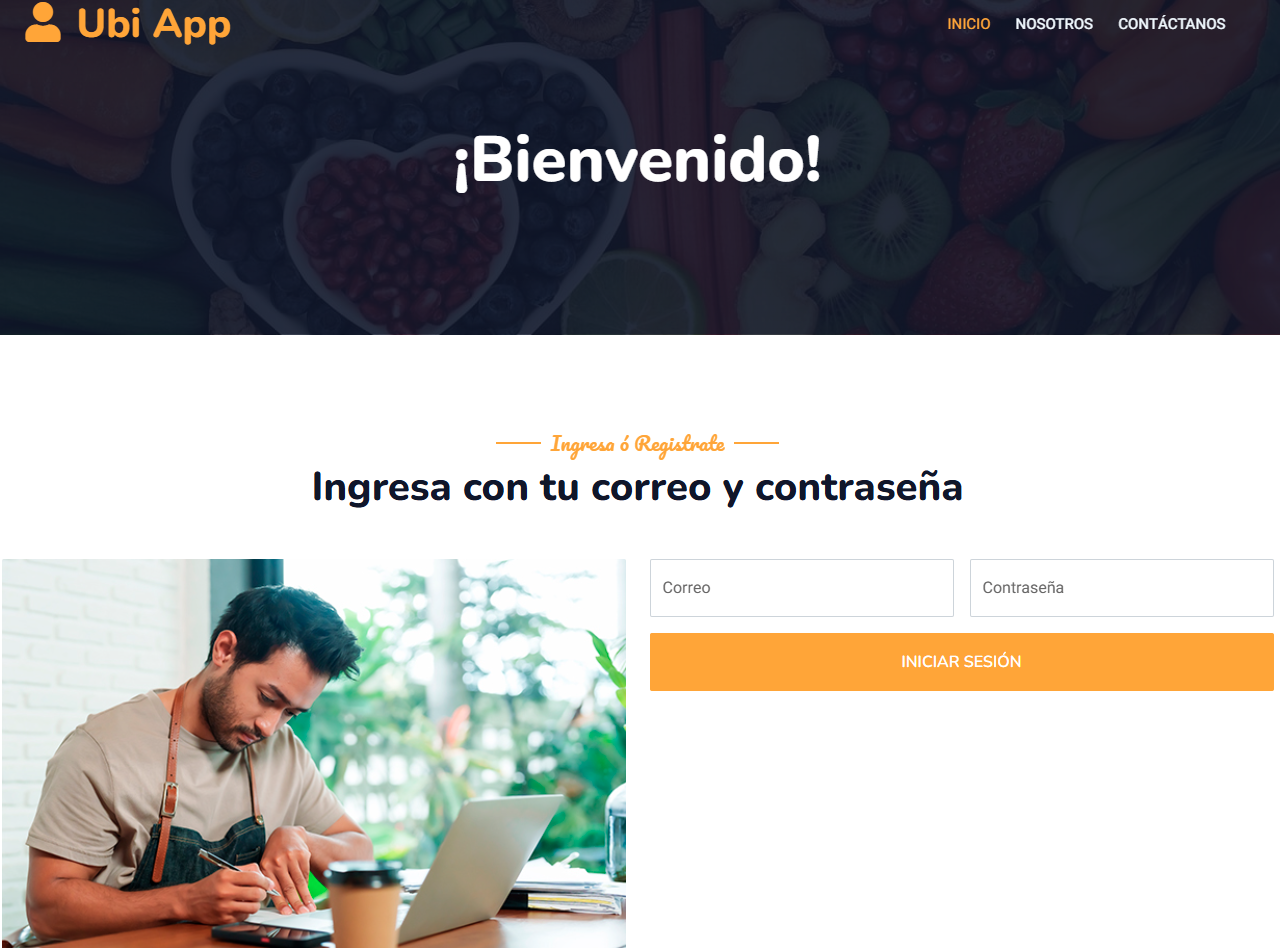 Ubi App
INICIO NOSOTROS CONTÁCTANOS
¡Bienvenido!
Ingresa ó Registrate
Ingresa con tu correo y contraseña
Correo
Contraseña
INICIAR SESIÓN